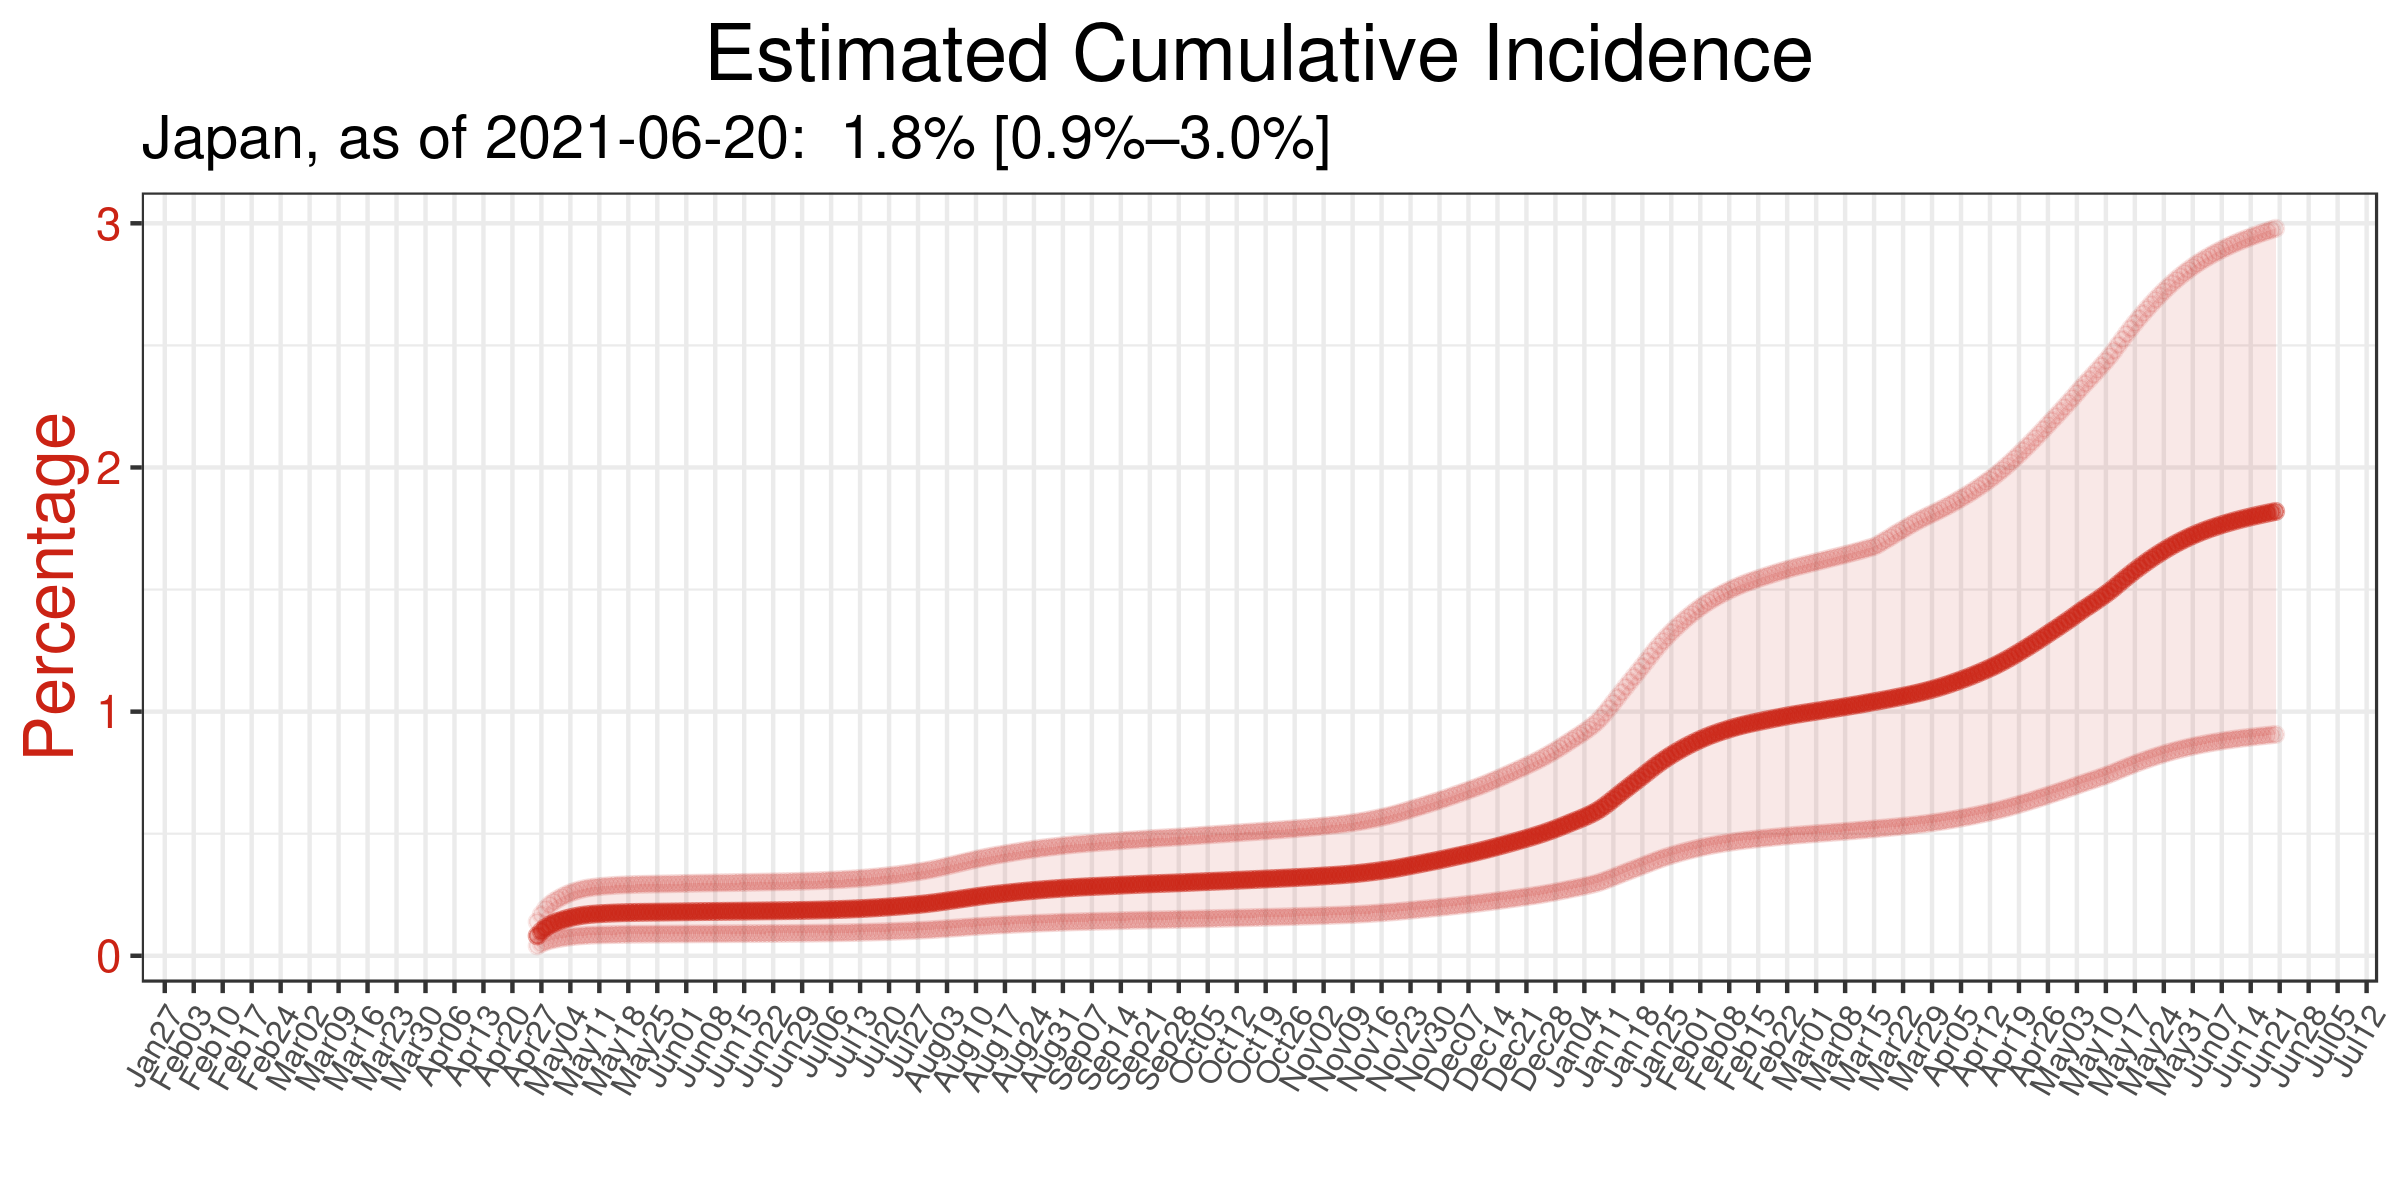 Estimated Cumulative Incidence
Japan, as of 2021-06-20:  1.8% [0.9%–3.0%]
Percentage
3
2
1
0
Jan27
Feb03
Feb10
Feb17
Feb24
Mar02
Mar09
Mar16
Mar23
Mar30
Apr06
Apr13
Apr20
Apr27
May04
May11
May18
May25
Jun01
Jun08
Jun15
Jun22
Jun29
Jul06
Jul13
Jul20
Jul27
Aug03
Aug10
Aug17
Aug24
Aug31
Sep07
Sep14
Sep21
Sep28
Oct05
Oct12
Oct19
Oct26
Nov02
Nov09
Nov16
Nov23
Nov30
Dec07
Dec14
Dec21
Dec28
Jan04
Jan11
Jan18
Jan25
Feb01
Feb08
Feb15
Feb22
Mar01
Mar08
Mar15
Mar22
Mar29
Apr05
Apr12
Apr19
Apr26
May03
May10
May17
May24
May31
Jun07
Jun14
Jun21
Jun28
Jul05
Jul12